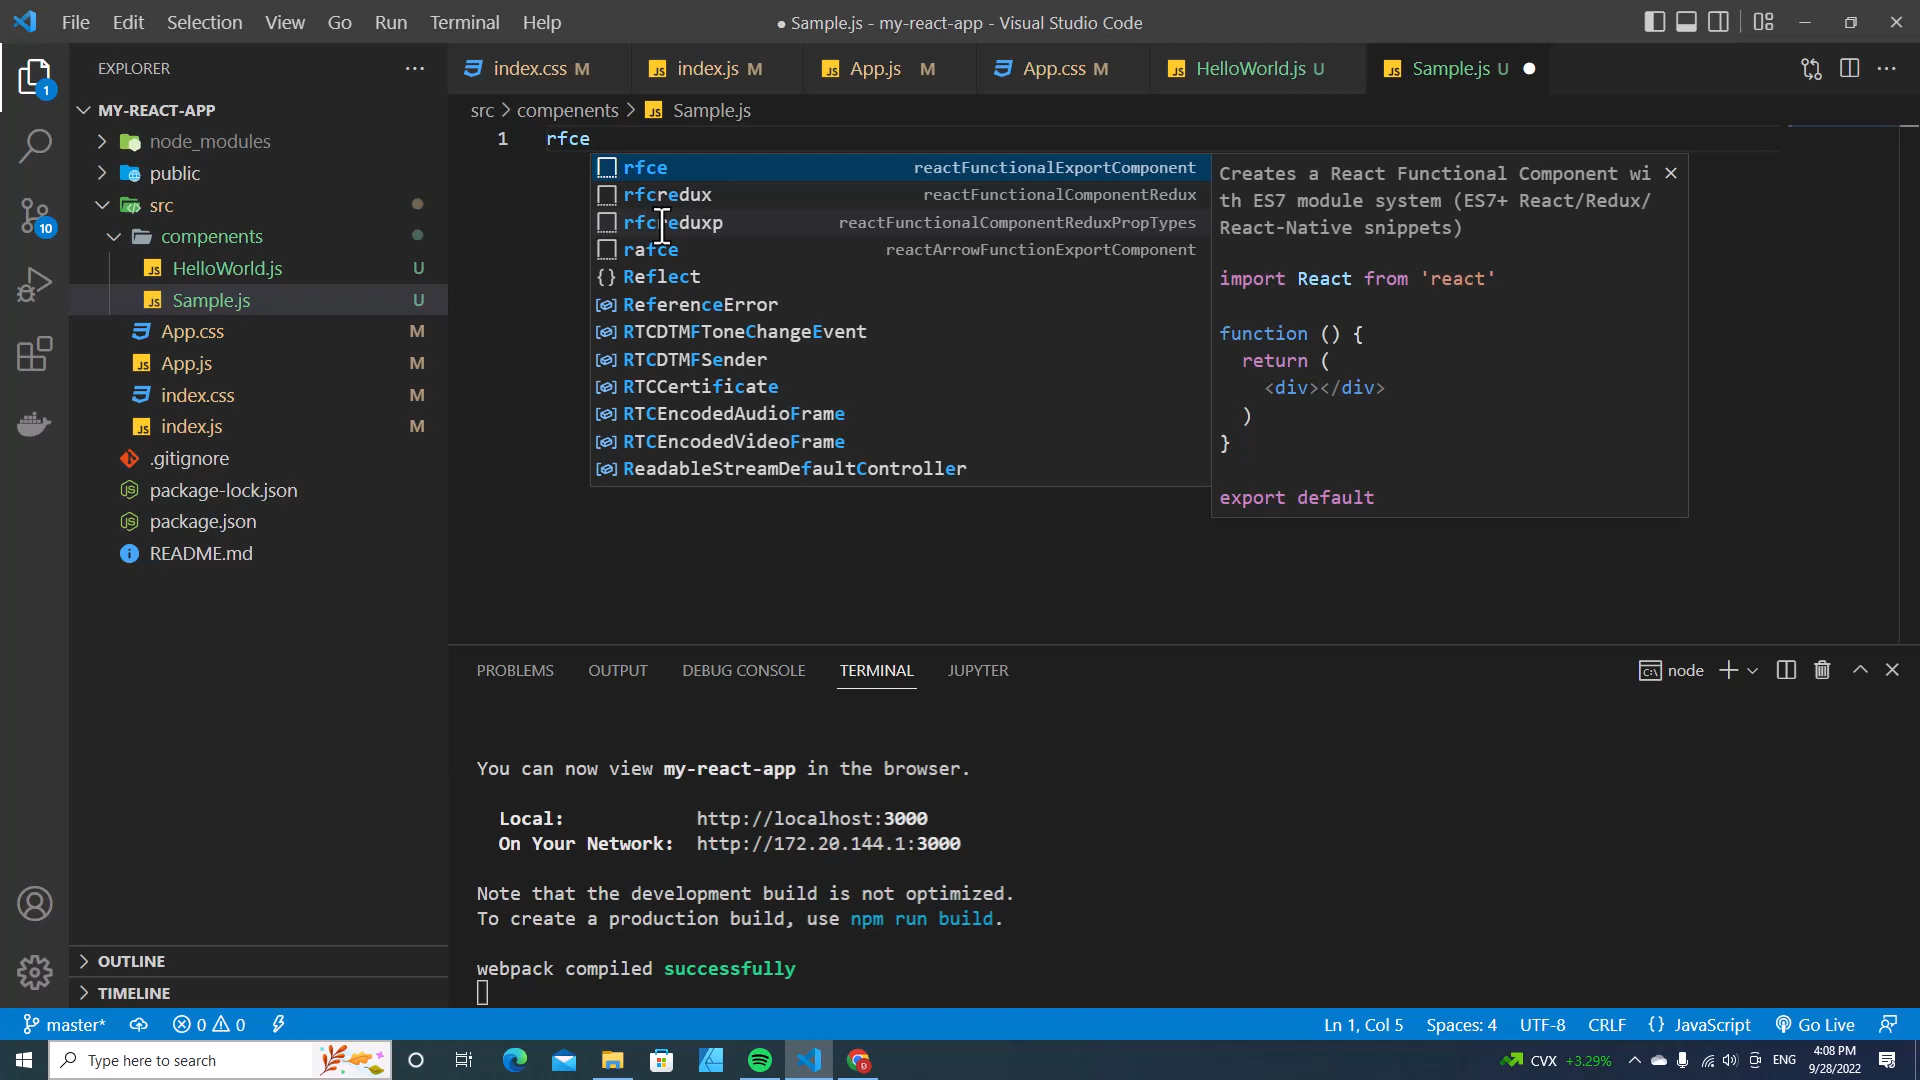 File Edit Selection View Go Run Terminal Help
● Sample.js - my-react-app - Visual Studio Code
EXPLORER
index.css M
index.js M
App.js M
App.css M
HelloWorld.js U
Sample.js U
MY-REACT-APP
node_modules
public
src
compenents
HelloWorld.js U
Sample.js U
App.css M
App.js M
index.css M
index.js M
.gitignore
package-lock.json
package.json
README.md
OUTLINE
TIMELINE
src > compenents > Sample.js
1 rfce
rfce reactFunctionalExportComponent
rfcredux reactFunctionalComponentRedux
rfcreduxp reactFunctionalComponentReduxPropTypes
rafce reactArrowFunctionExportComponent
Reflect
ReferenceError
RTCDTMFToneChangeEvent
RTCDTMFSender
RTCCertificate
RTCEncodedAudioFrame
RTCEncodedVideoFrame
ReadableStreamDefaultController
Creates a React Functional Component wi
th ES7 module system (ES7+ React/Redux/
React-Native snippets)
import React from 'react'
function () {
return (
<div></div>
)
}
export default
PROBLEMS OUTPUT DEBUG CONSOLE TERMINAL JUPYTER
node
You can now view my-react-app in the browser.
Local: http://localhost:3000
On Your Network: http://172.20.144.1:3000
Note that the development build is not optimized.
To create a production build, use npm run build.
webpack compiled successfully
master* 0 0
Ln 1, Col 5 Spaces: 4 UTF-8 CRLF {} JavaScript Go Live
Type here to search
CVX +3.29%
ENG
4:08 PM
9/28/2022
1
10